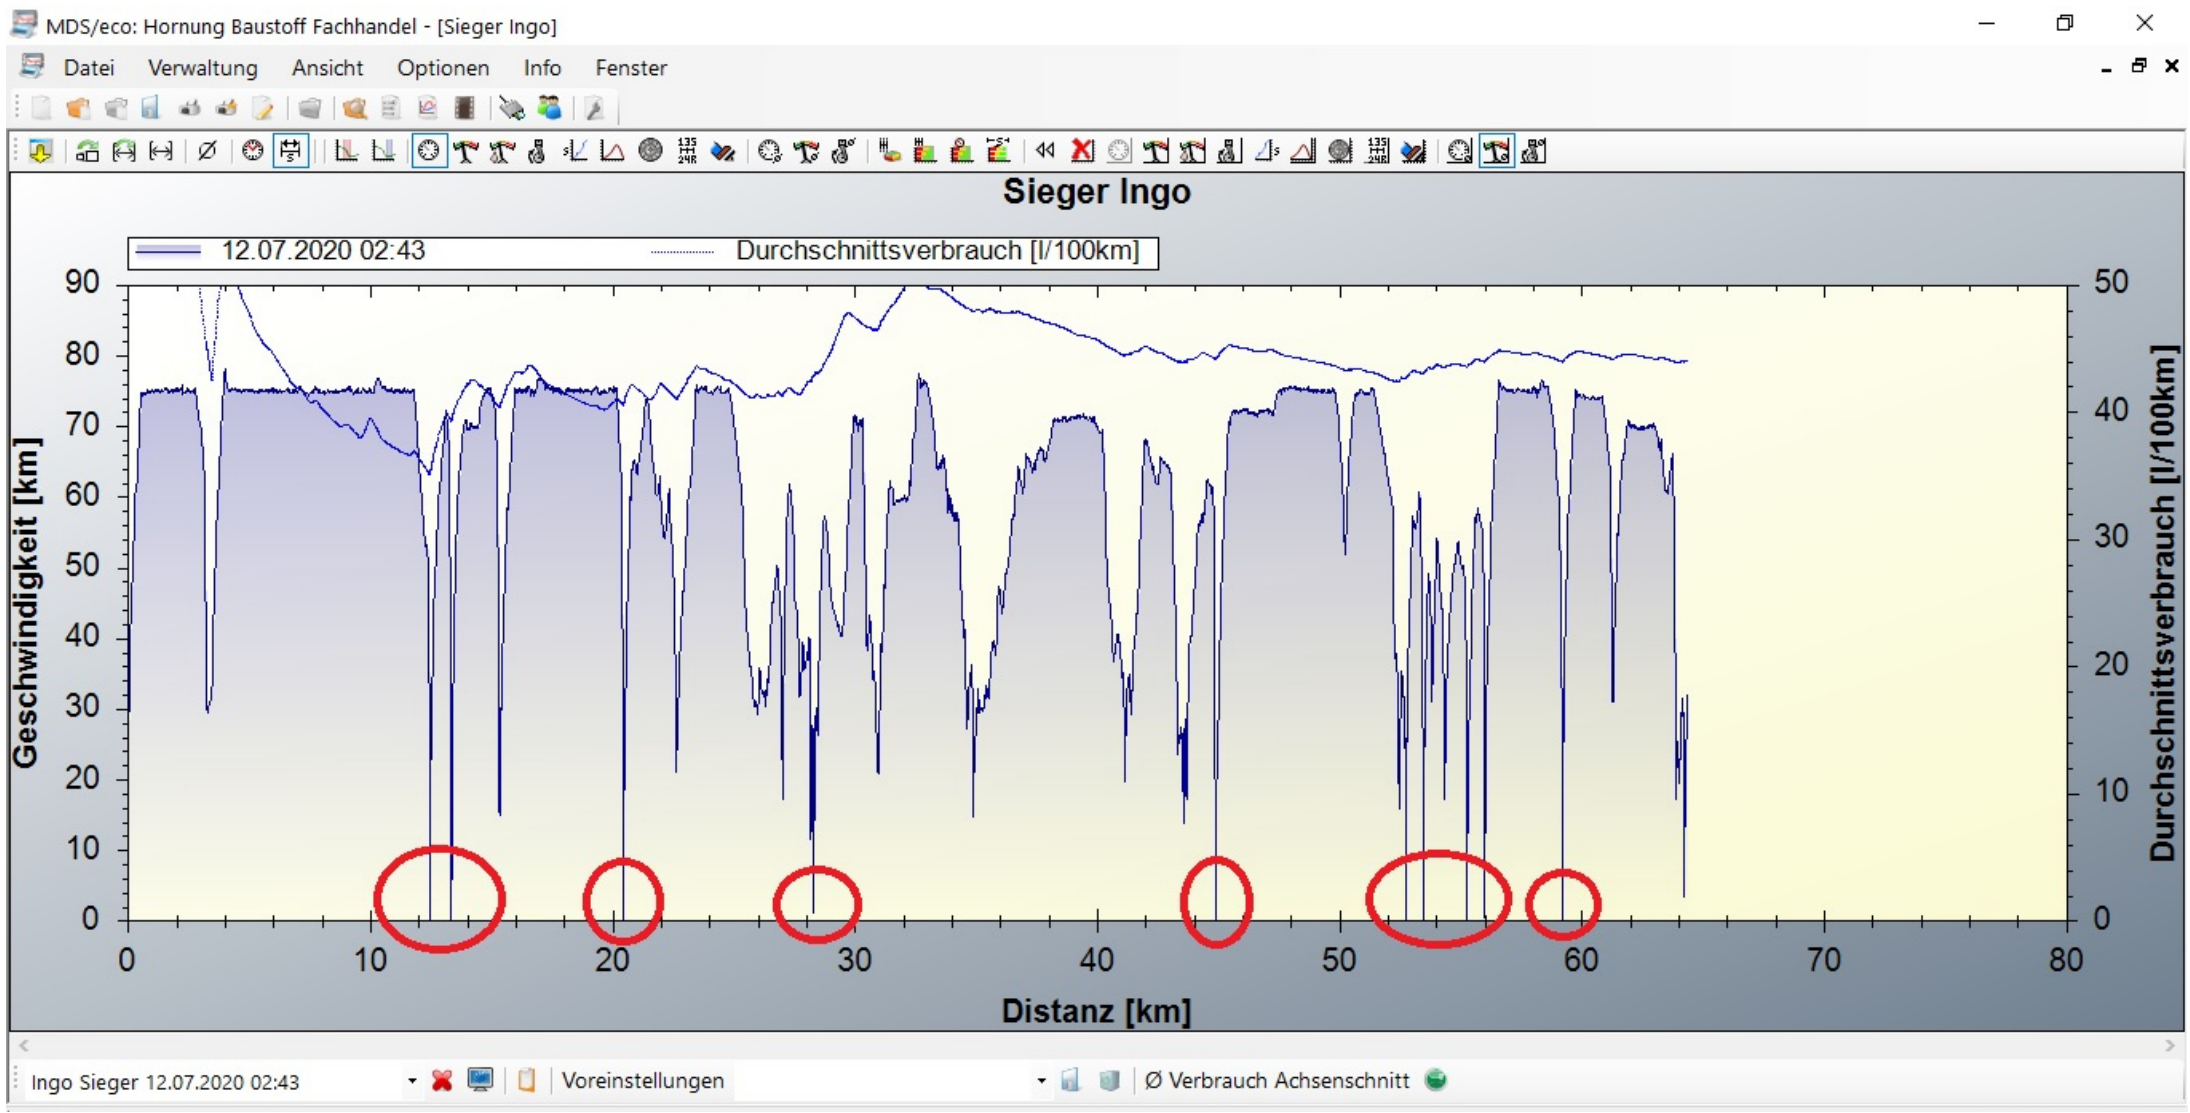 MDS/eco: Hornung Baustoff Fachhandel - [Sieger Ingo]
Datei Verwaltung Ansicht Optionen Info Fenster
Sieger Ingo
12.07.2020 02:43 Durchschnittsverbrauch [l/100km]
90
80
70
60
50
40
30
20
10
0
Geschwindigkeit [km]
50
40
30
20
10
0
Durchschnittsverbrauch [l/100km]
0 10 20 30 40 50 60 70 80
Distanz [km]
Ingo Sieger 12.07.2020 02:43 Voreinstellungen Ø Verbrauch Achsenschnitt